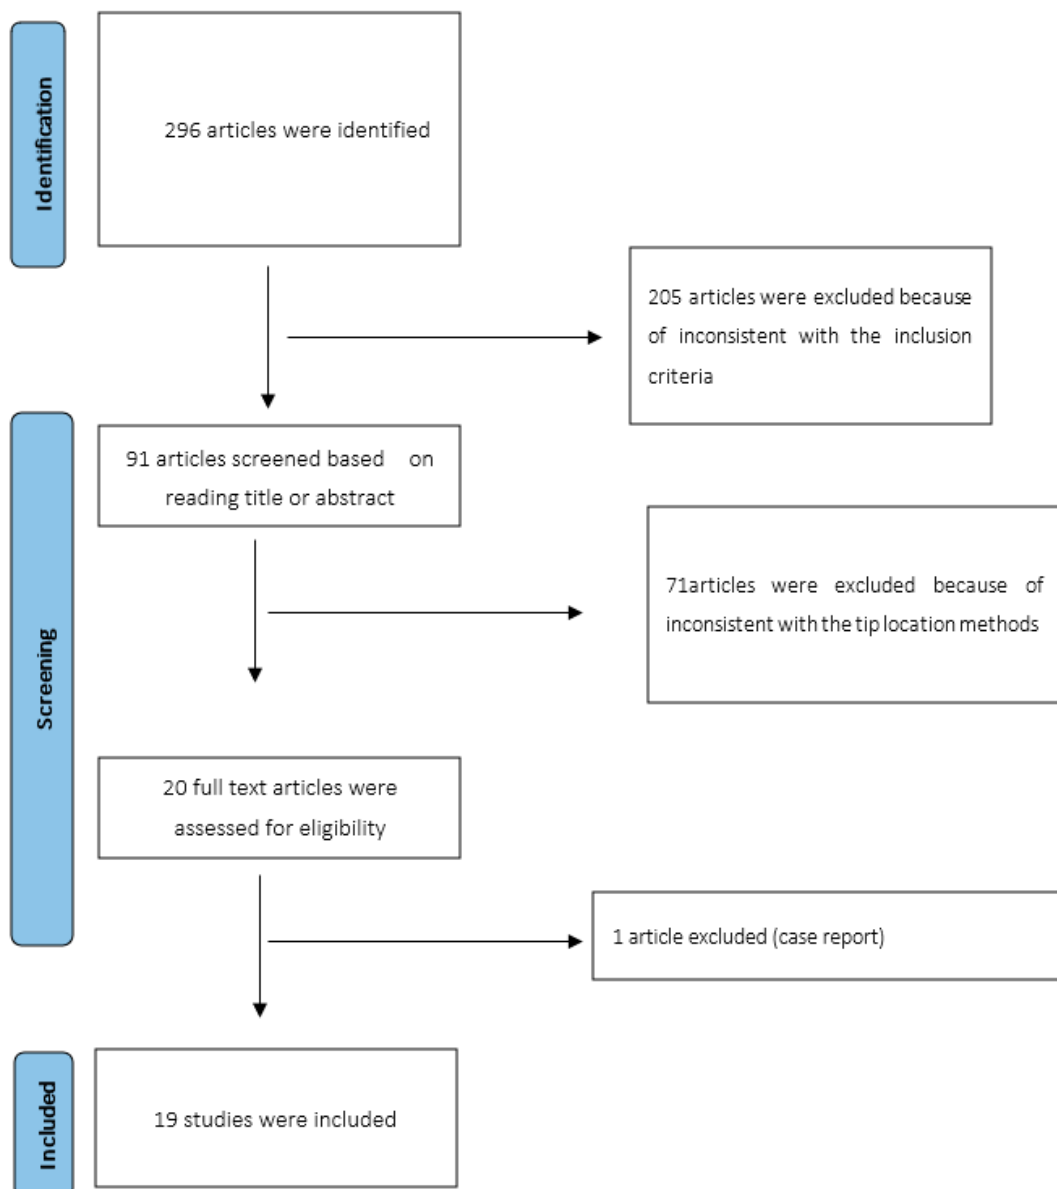 Identification
296 articles were identified
205 articles were excluded because
of inconsistent with the inclusion
criteria
Screening
91 articles screened based on
reading title or abstract
71articles were excluded because of
inconsistent with the tip location methods
20 full text articles were
assessed for eligibility
1 article excluded (case report)
Included
19 studies were included